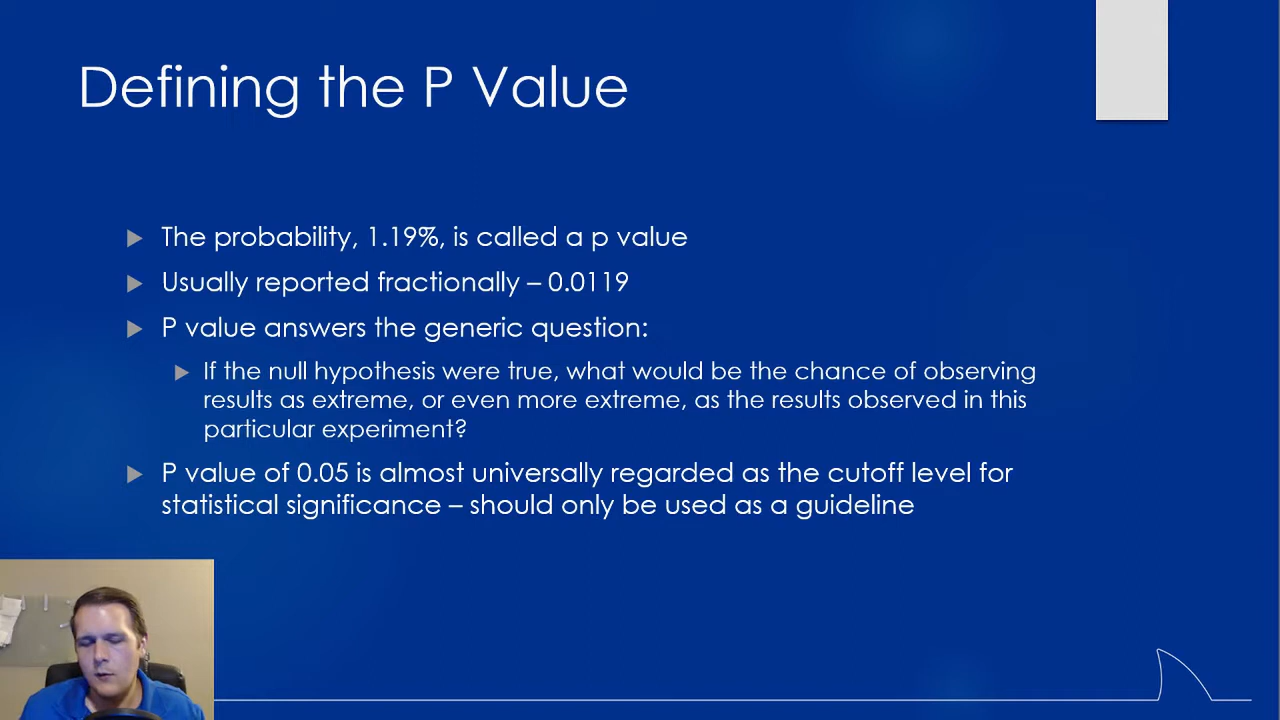 Defining the P Value
The probability, 1.19%, is called a p value
Usually reported fractionally – 0.0119
P value answers the generic question:
If the null hypothesis were true, what would be the chance of observing
results as extreme, or even more extreme, as the results observed in this
particular experiment?
P value of 0.05 is almost universally regarded as the cutoff level for
statistical significance – should only be used as a guideline